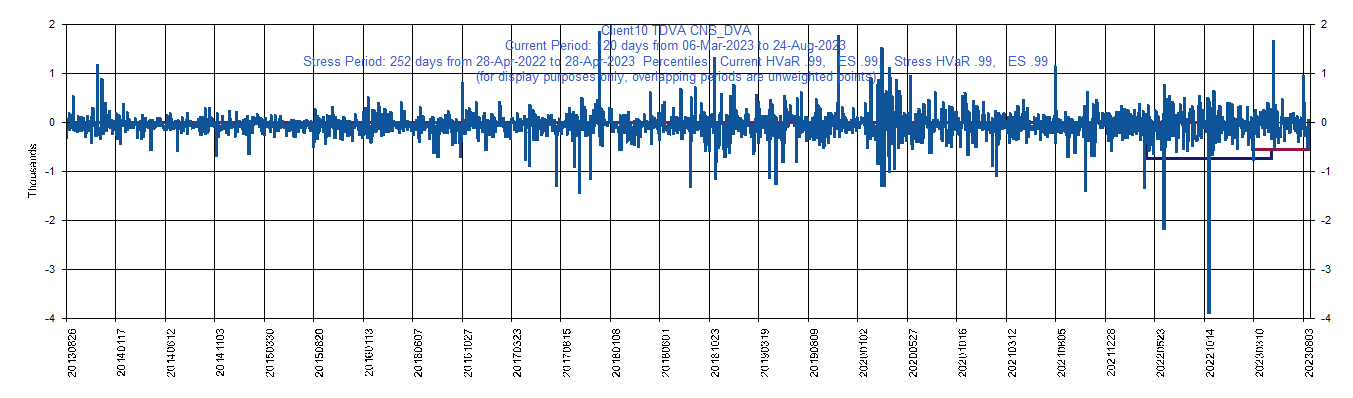 Client10 TDVA CNS_DVA
Current Period: 120 days from 06-Mar-2023 to 24-Aug-2023
Stress Period: 252 days from 28-Apr-2022 to 28-Apr-2023 Percentiles: Current HVaR .99, ES .99, Stress HVaR .99, ES .99
(for display purposes only, overlapping periods are unweighted points)
2 2
1 1
0 0
-1 -1
-2 -2
-3 -3
-4 -4
Thousands
20130826 20140117 20140612 20141103 20150330 20150820 20160113 20160607 20161027 20170323 20170815 20180108 20180601 20181023 20190319 20190809 20200102 20200527 20201016 20210312 20210805 20211228 20220523 20221014 20230310 20230803